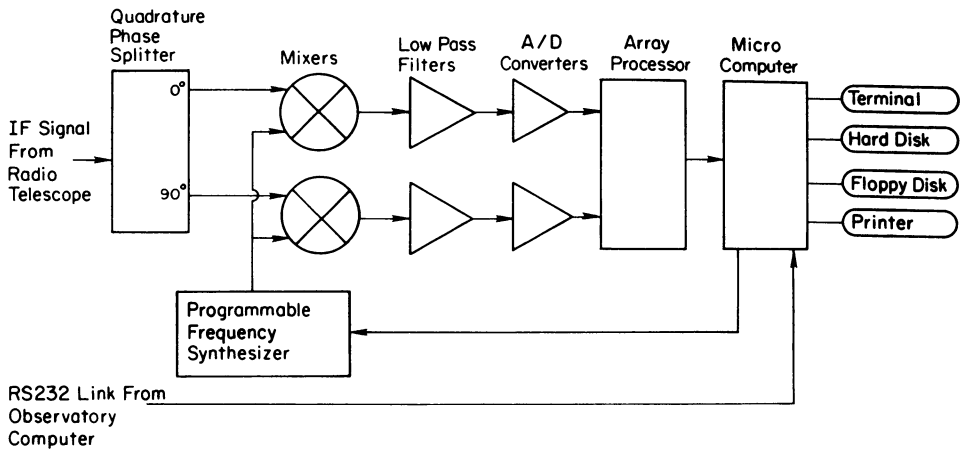 Quadrature
Phase
Splitter
Mixers
Low Pass
Filters
A/D
Converters
Array
Processor
Micro
Computer
0°
90°
IF Signal
From
Radio
Telescope
Terminal
Hard Disk
Floppy Disk
Printer
Programmable
Frequency
Synthesizer
RS232 Link From
Observatory
Computer